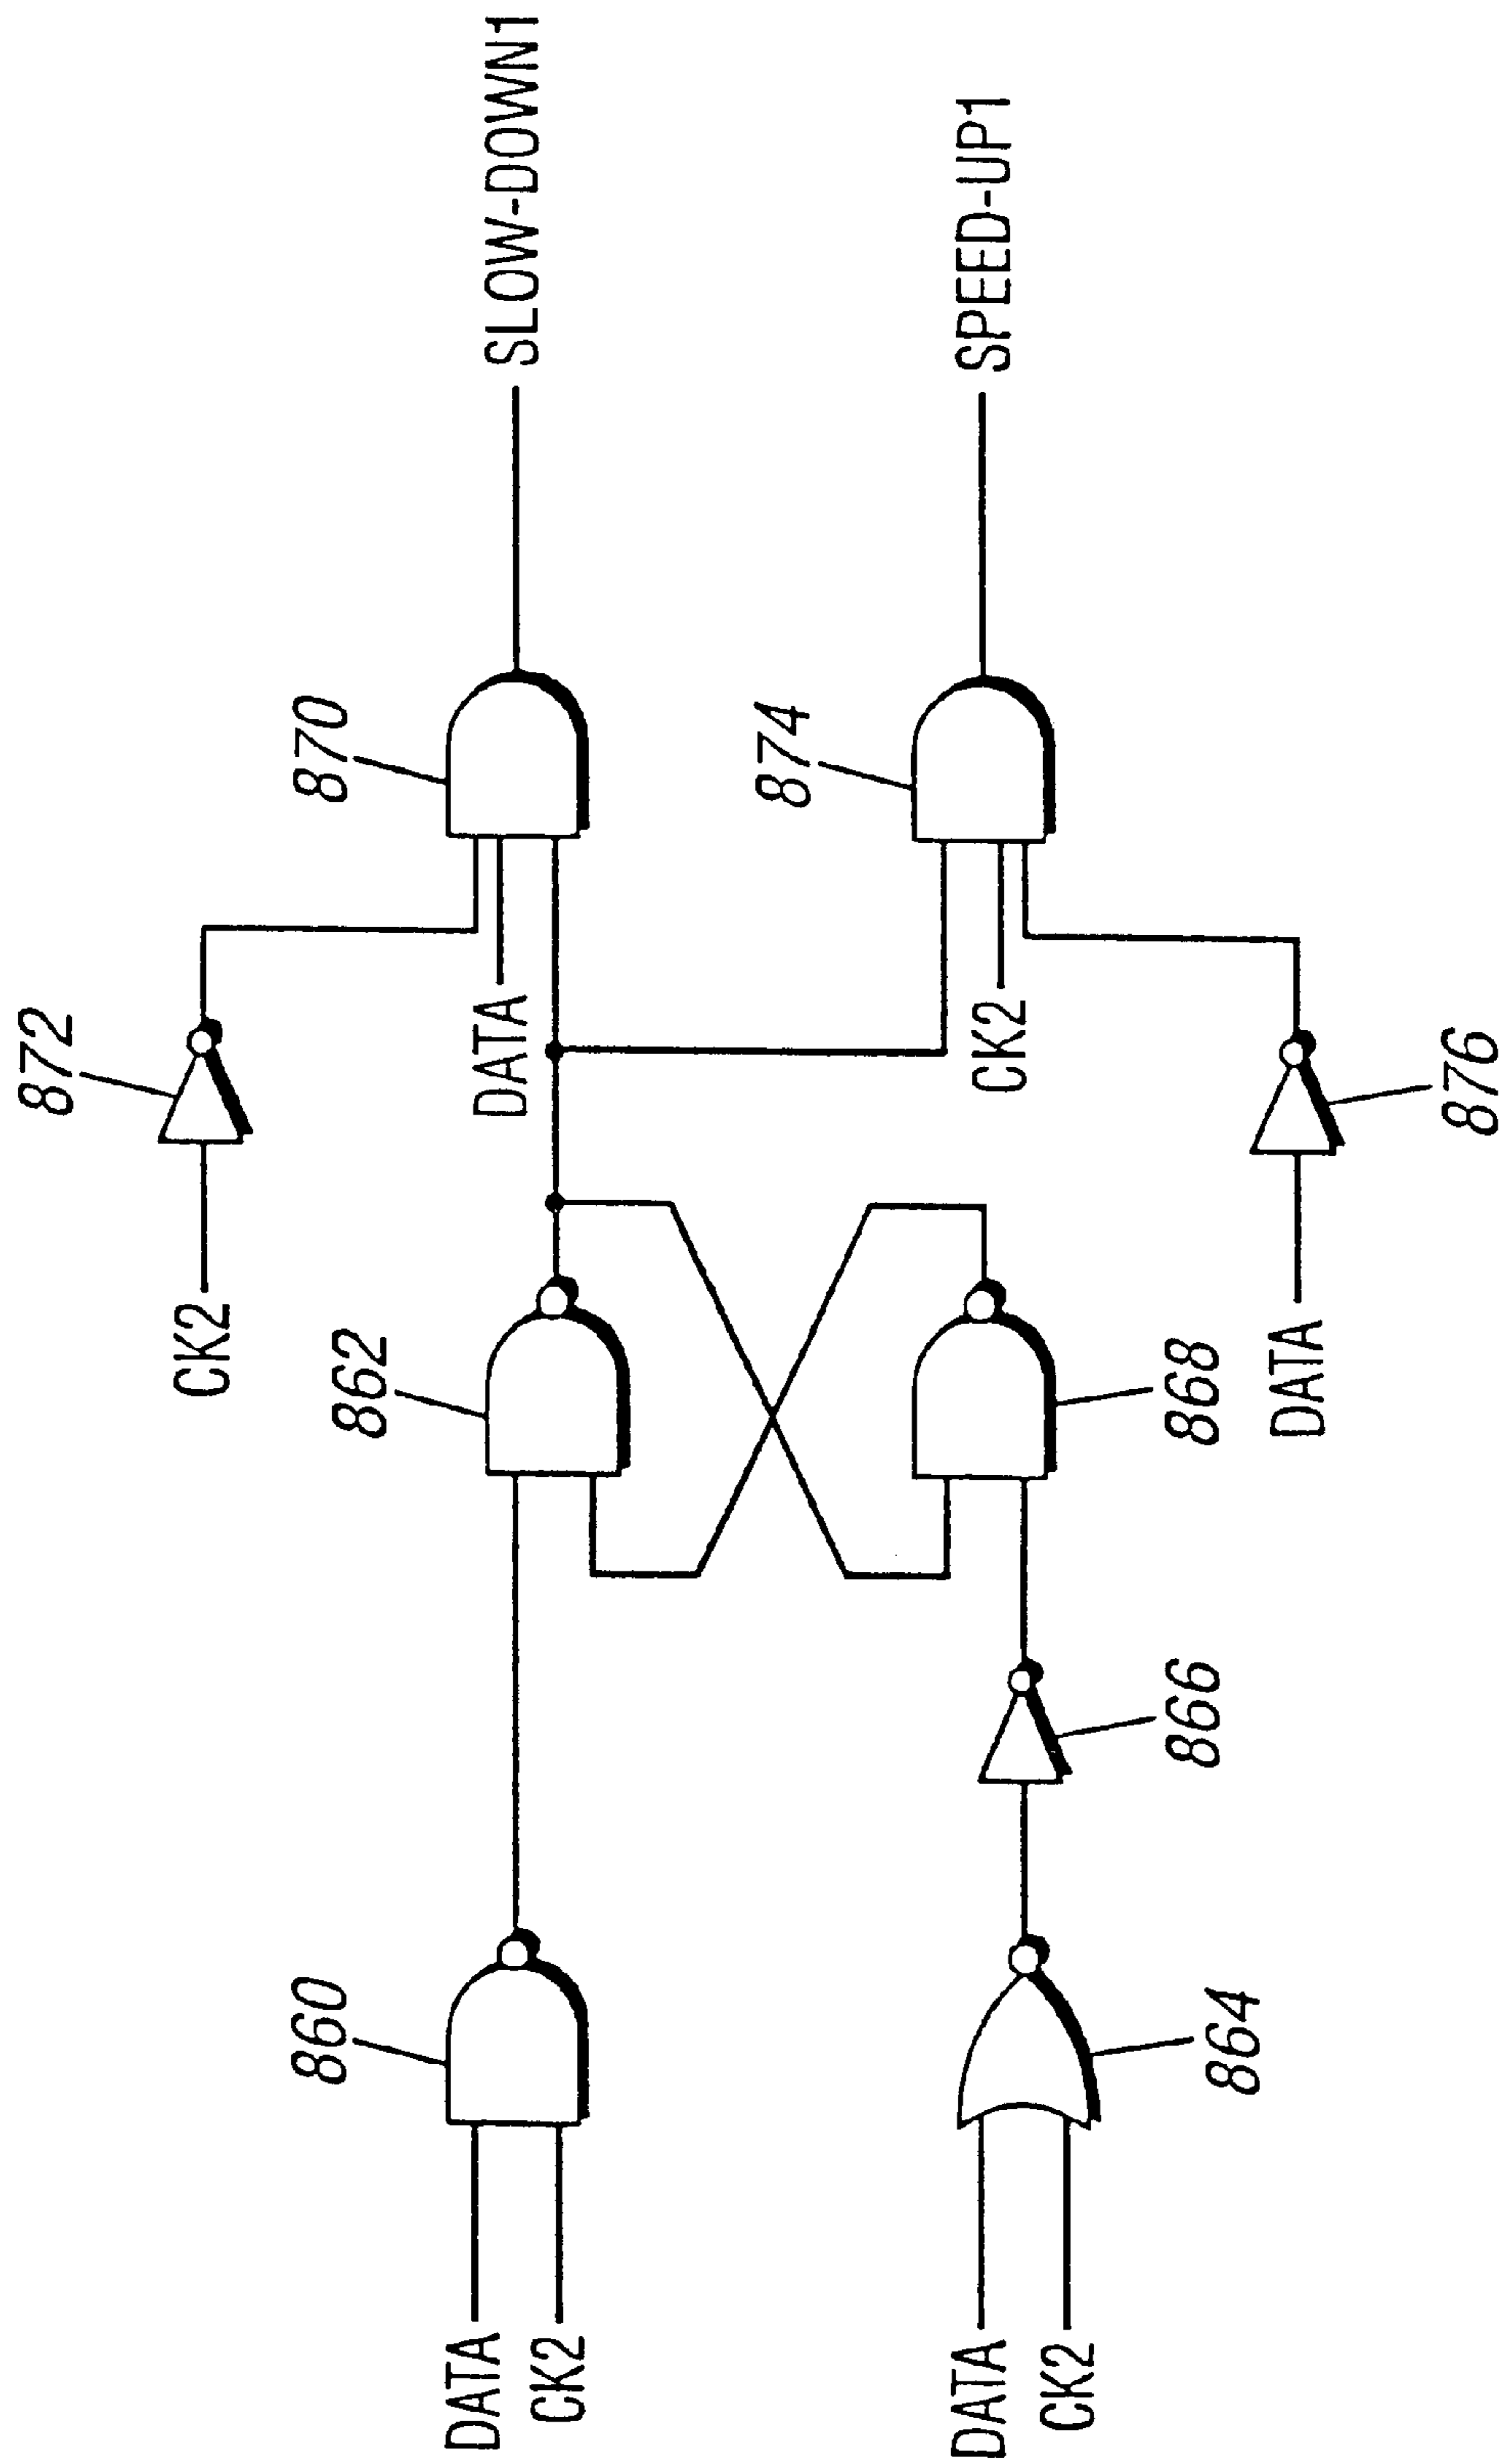 872
CK2
870
SLOW-DOWN1
DATA
862
860
DATA
CK2
874
SPEED-UP1
CK2
868
866
864
DATA
CK2
876
DATA